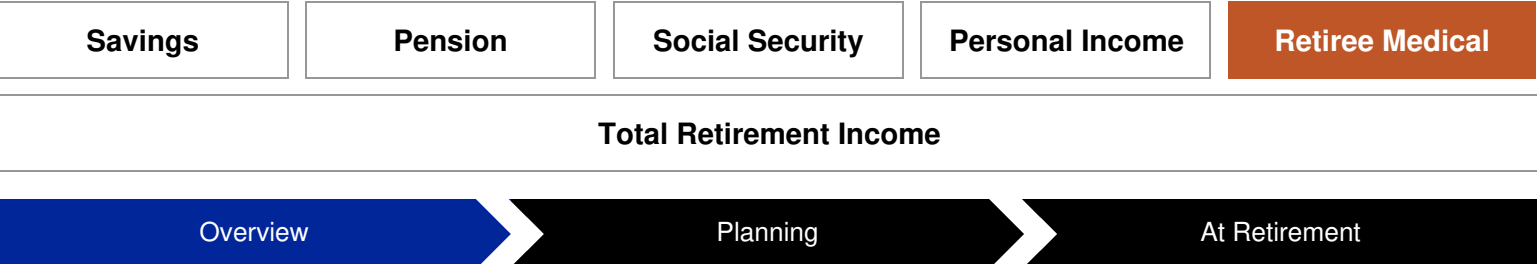 Savings Pension Social Security Personal Income Retiree Medical
Total Retirement Income
Overview Planning At Retirement